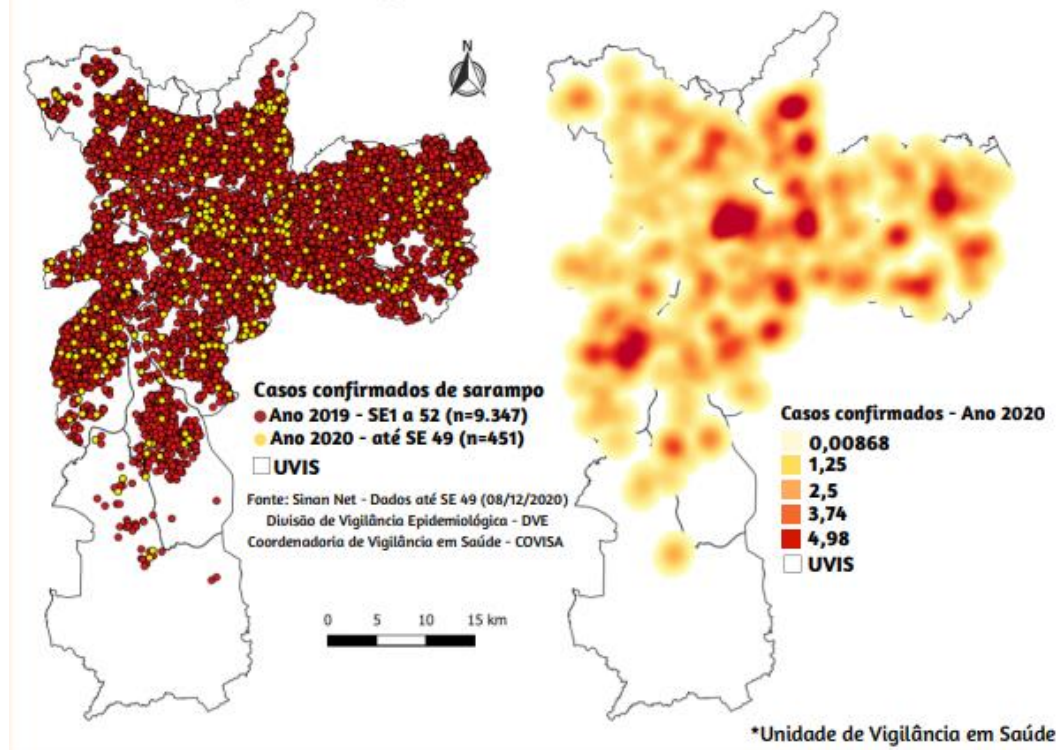 N
Casos confirmados de sarampo
Ano 2019 - SE1 a 52 (n=9.347)
Ano 2020 - até SE 49 (n=451)
UVIS
Fonte: Sinan Net - Dados até SE 49 (08/12/2020)
Divisão de Vigilância Epidemiológica - DVE
Coordenadoria de Vigilância em Saúde - COVISA
0 5 10 15 km
Casos confirmados - Ano 2020
0,00868
1,25
2,5
3,74
4,98
UVIS
*Unidade de Vigilância em Saúde